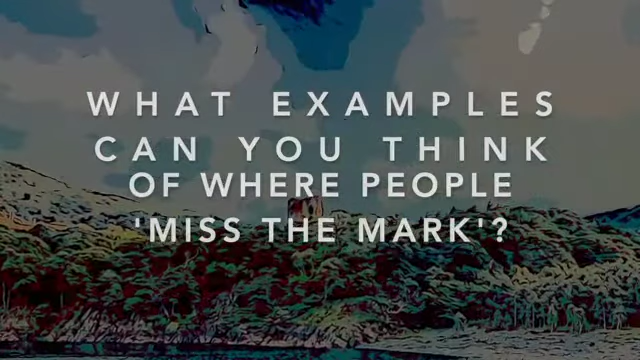 WHAT EXAMPLES
CAN YOU THINK
OF WHERE PEOPLE
'MISS THE MARK'?